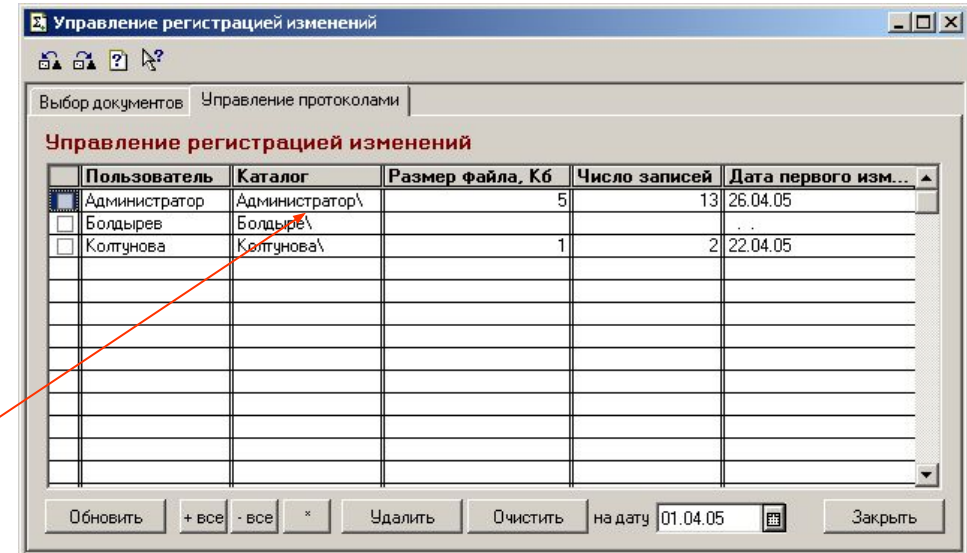 Управление регистрацией изменений
Выбор документов Управление протоколами
Управление регистрацией изменений
Пользователь Каталог Размер файла, Кб Число записей Дата первого изм...
Администратор Администратор\ 5 13 26.04.05
Болдырев Болдыре\ . .
Колтунова Колтунова\ 1 2 22.04.05
Обновить + все - все * Удалить Очистить на дату 01.04.05 Закрыть